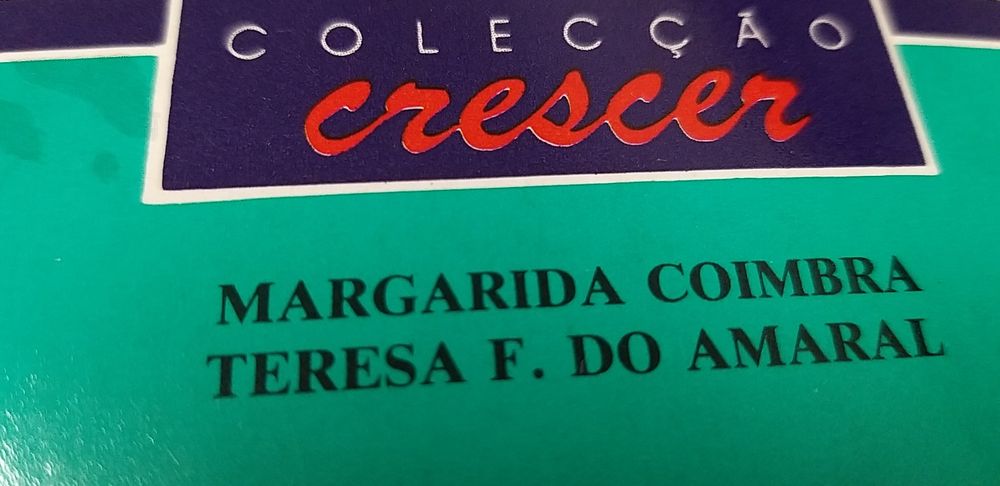 COLECÇÃO
crescer
MARGARIDA COIMBRA
TERESA F. DO AMARAL